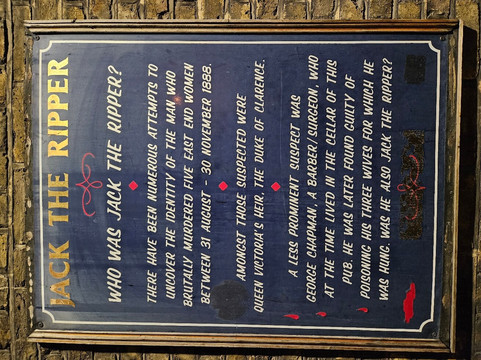 JACK THE RIPPER
WHO WAS JACK THE RIPPER?
THERE HAVE BEEN NUMEROUS ATTEMPTS TO
UNCOVER THE IDENTITY OF THE MAN WHO
BRUTALLY MURDERED FIVE EAST END WOMEN
BETWEEN 31 AUGUST - 30 NOVEMBER 1888.
AMONGST THOSE SUSPECTED WERE
QUEEN VICTORIA'S HEIR, THE DUKE OF CLARENCE.
A LESS PROMINENT SUSPECT WAS
GEORGE CHAPMAN, A BARBER/SURGEON, WHO
AT THE TIME LIVED IN THE CELLAR OF THIS
PUB. HE WAS LATER FOUND GUILTY OF
POISONING HIS THREE WIVES FOR WHICH HE
WAS HUNG. WAS HE ALSO JACK THE RIPPER?